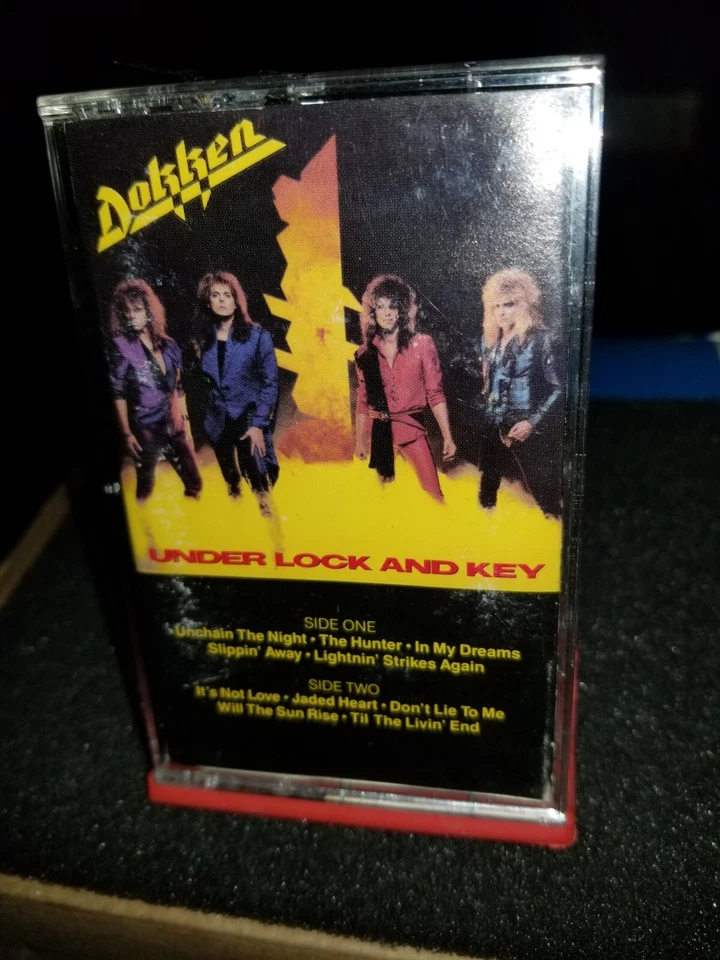 Dokken
UNDER LOCK AND KEY
SIDE ONE
Unchain The Night • The Hunter • In My Dreams
Slippin' Away • Lightnin' Strikes Again
SIDE TWO
It's Not Love • Jaded Heart • Don't Lie To Me
Will The Sun Rise • Til The Livin' End